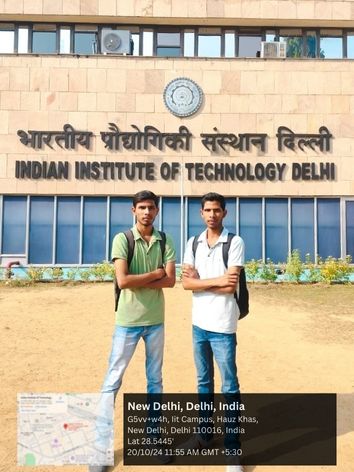 भारतीय प्रौद्योगिकी संस्थान दिल्ली
INDIAN INSTITUTE OF TECHNOLOGY DELHI
New Delhi, Delhi, India
G5vv+w4h, Iit Campus, Hauz Khas,
New Delhi, Delhi 110016, India
Lat 28.5445'
20/10/24 11:55 AM GMT +5:30